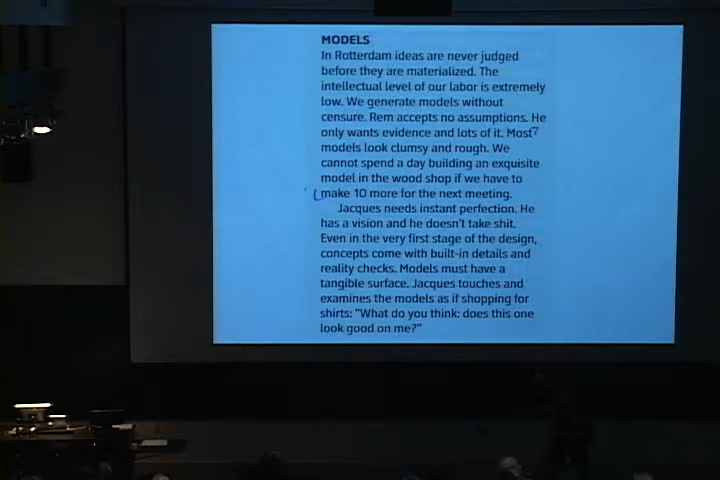 MODELS
In Rotterdam ideas are never judged
before they are materialized. The
intellectual level of our labor is extremely
low. We generate models without
censure. Rem accepts no assumptions. He
only wants evidence and lots of it. Most
models look clumsy and rough. We
cannot spend a day building an exquisite
model in the wood shop if we have to
make 10 more for the next meeting.
Jacques needs instant perfection. He
has a vision and he doesn't take shit.
Even in the very first stage of the design,
concepts come with built-in details and
reality checks. Models must have a
tangible surface. Jacques touches and
examines the models as if shopping for
shirts: "What do you think: does this one
look good on me?"